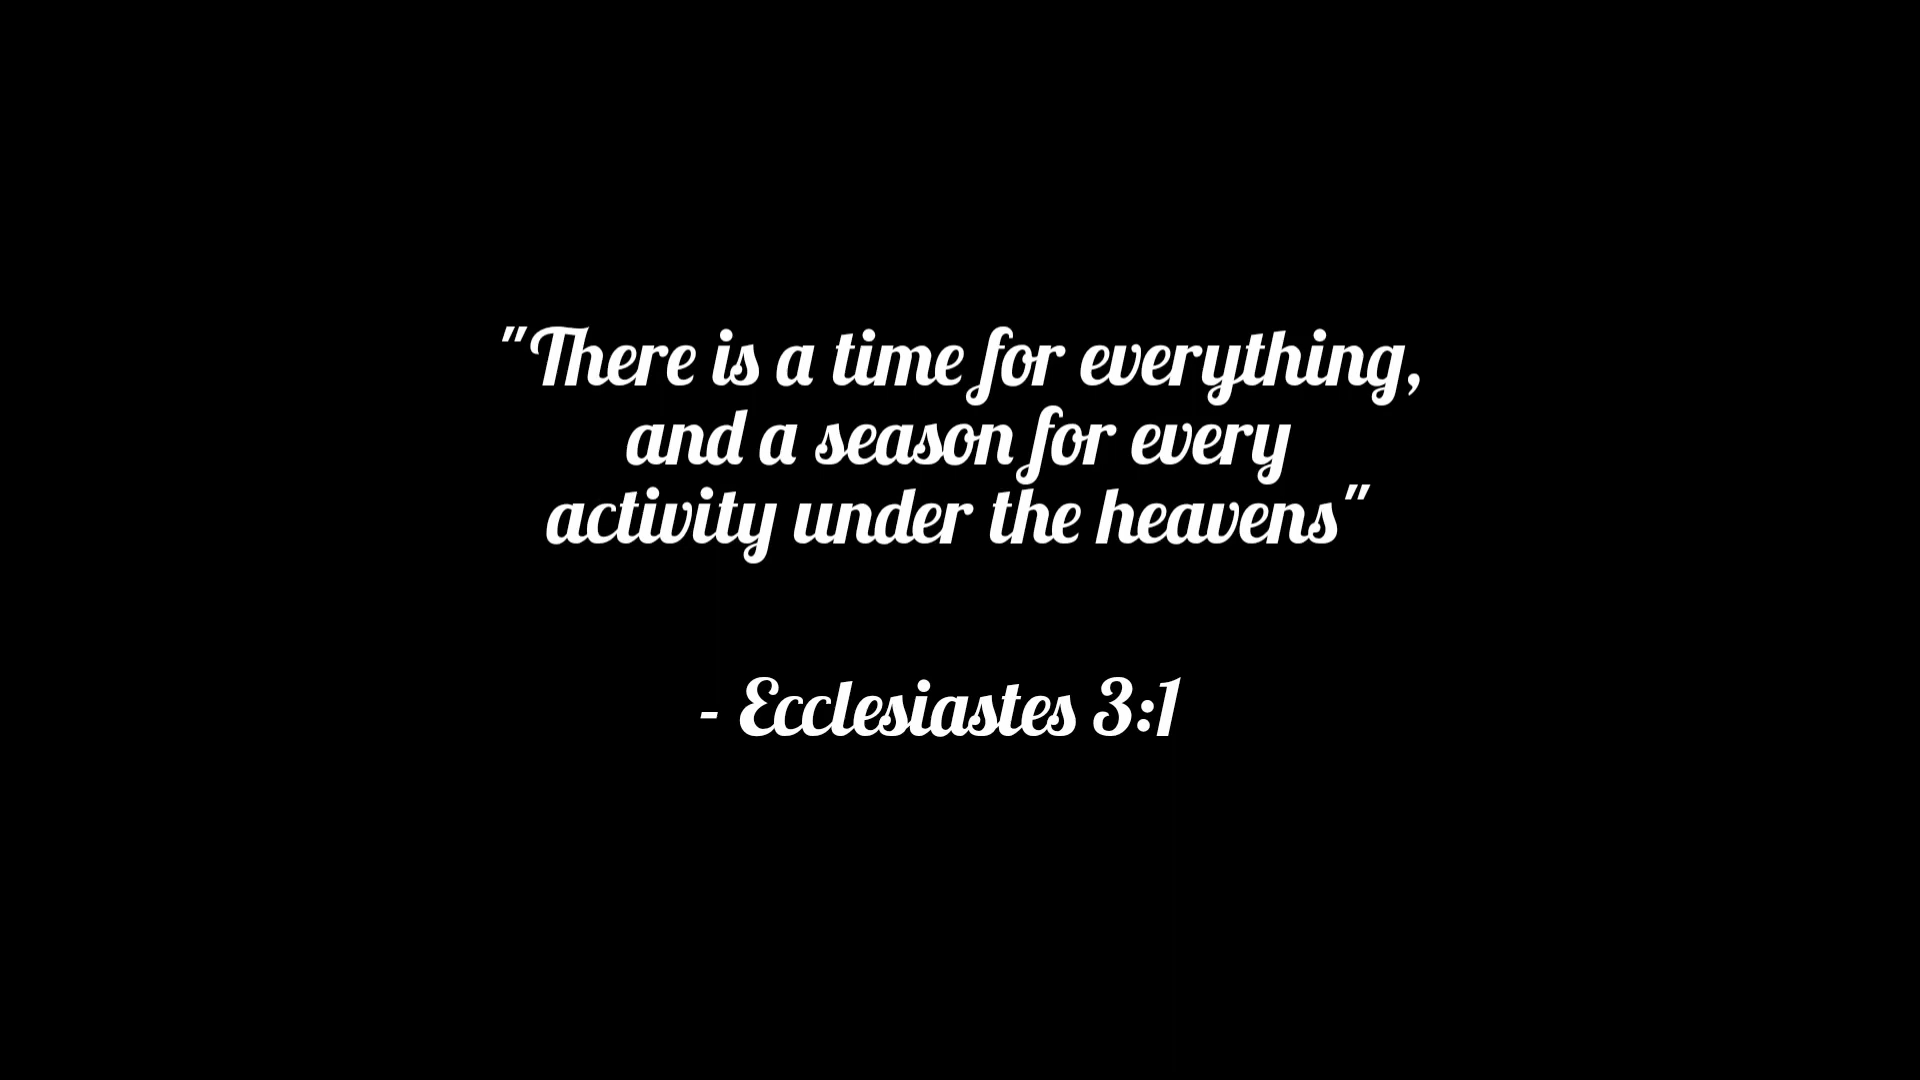 "There is a time for everything,
and a season for every
activity under the heavens"
- Ecclesiastes 3:1